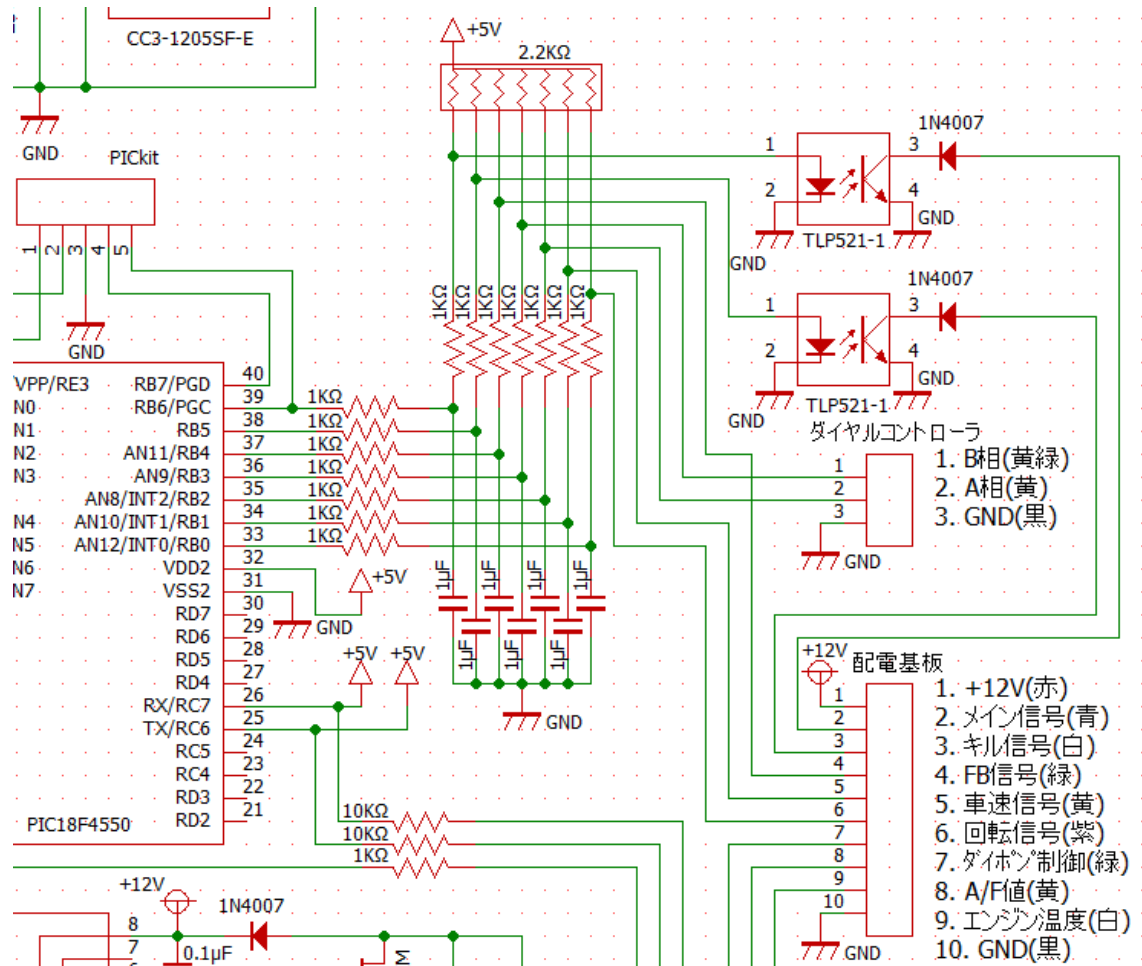 CC3-1205SF-E
+5V
2.2KΩ
GND
PICkit
1
2
3
4
5
GND
1N4007
1
3
2
4
GND
TLP521-1
GND
1N4007
1
3
2
4
GND
TLP521-1
GND
1KΩ
1KΩ
1KΩ
1KΩ
1KΩ
1KΩ
1KΩ
VPP/RE3
N0
N1
N2
N3
N4
N5
N6
N7
RB7/PGD 40
RB6/PGC 39
RB5 38
AN11/RB4 37
AN9/RB3 36
AN8/INT2/RB2 35
AN10/INT1/RB1 34
AN12/INT0/RB0 33
VDD2 32
VSS2 31
RD7 30
RD6 29
RD5 28
RD4 27
RX/RC7 26
TX/RC6 25
RC5 24
RC4 23
RD3 22
RD2 21
PIC18F4550
1KΩ
1KΩ
1KΩ
1KΩ
1KΩ
1KΩ
1KΩ
+5V
GND
+5V
+5V
1μF
1μF
1μF
1μF
1μF
1μF
1μF
GND
ダイヤルコントローラ
1
2
3
1. B相(黄緑)
2. A相(黄)
3. GND(黒)
GND
+12V
配電基板
1
2
3
4
5
6
7
8
9
10
1. +12V(赤)
2. メイン信号(青)
3. キル信号(白)
4. FB信号(緑)
5. 車速信号(黄)
6. 回転信号(紫)
7. ダイポン制御(緑)
8. A/F値(黄)
9. エンジン温度(白)
10. GND(黒)
GND
10KΩ
10KΩ
1KΩ
+12V
1N4007
8
7
0.1μF
M